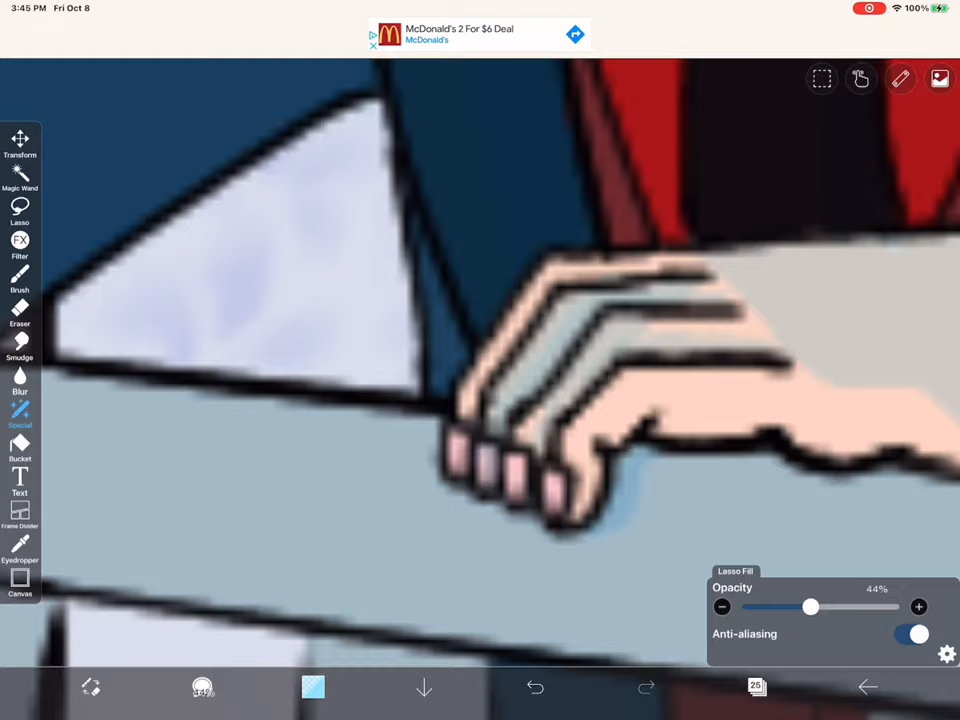 3:45 PM Fri Oct 8
100%
McDonald's 2 For $6 Deal
McDonald's
Transform
Magic Wand
Lasso
FX
Filter
Brush
Eraser
Smudge
Blur
Special
Bucket
T
Text
Frame Divider
Eyedropper
Canvas
Lasso Fill
Opacity
44%
Anti-aliasing
25